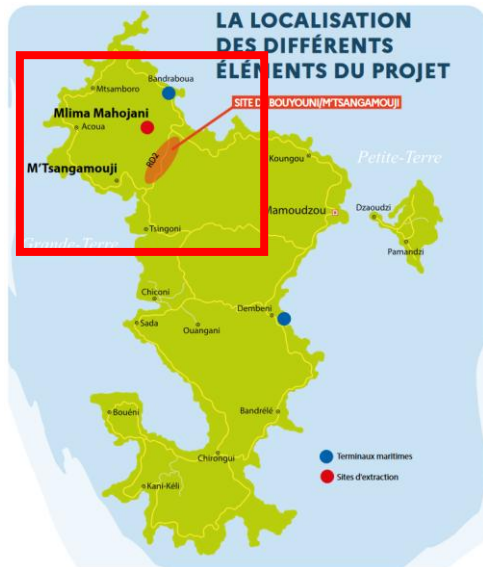 LA LOCALISATION
DES DIFFÉRENTS
ÉLÉMENTS DU PROJET
SITE D BOUYOUNI/M'TSANGAMOUJI
Bandraboua
Mtsamboro
Mlima Mahojani
Acoua
RD2
M'Tsangamouji
Koungou
Petite-Terre
Mamoudzou
Dzaoudzi
Pamandzi
Tsingoni
Grande-Terre
Chiconi
Dembeni
Sada
Ouangani
Bouéni
Bandrélé
Chirongui
Kani-Kéli
Terminaux maritimes
Sites d'extraction